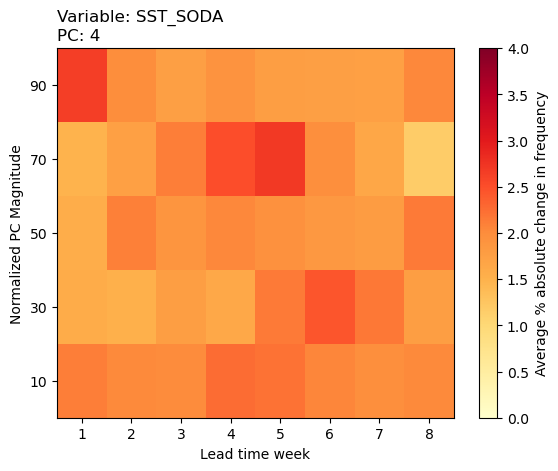 Variable: SST_SODA
PC: 4
90
70
50
30
10
Normalized PC Magnitude
1 2 3 4 5 6 7 8
Lead time week
4.0
3.5
3.0
2.5
2.0
1.5
1.0
0.5
0.0
Average % absolute change in frequency